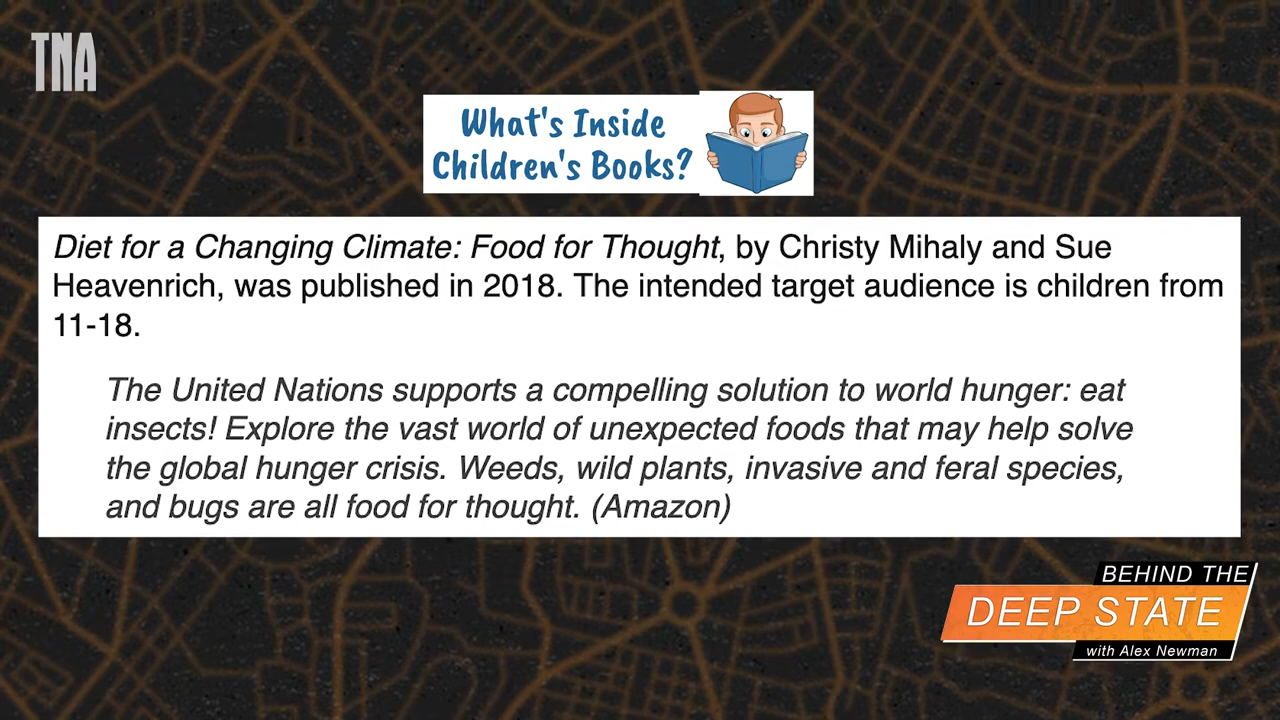 TNA
What's Inside
Children's Books?
Diet for a Changing Climate: Food for Thought, by Christy Mihaly and Sue
Heavenrich, was published in 2018. The intended target audience is children from
11-18.
The United Nations supports a compelling solution to world hunger: eat
insects! Explore the vast world of unexpected foods that may help solve
the global hunger crisis. Weeds, wild plants, invasive and feral species,
and bugs are all food for thought. (Amazon)
BEHIND THE
DEEP STATE
with Alex Newman